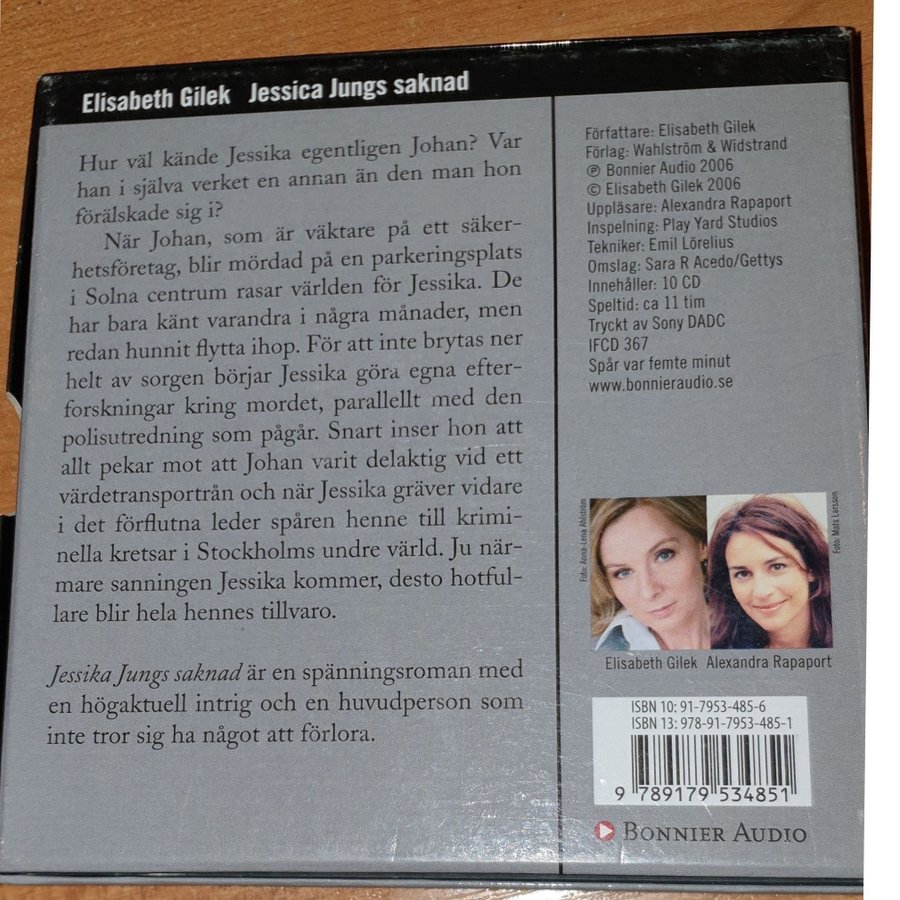 Elisabeth Gilek Jessica Jungs saknad
Hur väl kände Jessika egentligen Johan? Var
han i själva verket en annan än den man hon
förälskade sig i?
När Johan, som är väktare på ett säker-
hetsföretag, blir mördad på en parkeringsplats
i Solna centrum rasar världen för Jessika. De
har bara känt varandra i några månader, men
redan hunnit flytta ihop. För att inte brytas ner
helt av sorgen börjar Jessika göra egna efter-
forskningar kring mordet, parallellt med den
polisutredning som pågår. Snart inser hon att
allt pekar mot att Johan varit delaktig vid ett
värdetransportrån och när Jessika gräver vidare
i det förflutna leder spåren henne till krimi-
nella kretsar i Stockholms undre värld. Ju när-
mare sanningen Jessika kommer, desto hotful-
lare blir hela hennes tillvaro.
Jessika Jungs saknad är en spänningsroman med
en högaktuell intrig och en huvudperson som
inte tror sig ha något att förlora.
Författare: Elisabeth Gilek
Förlag: Wahlström & Widstrand
℗ Bonnier Audio 2006
© Elisabeth Gilek 2006
Uppläsare: Alexandra Rapaport
Inspelning: Play Yard Studios
Tekniker: Emil Lörelius
Omslag: Sara R Acedo/Gettys
Innehåller: 10 CD
Speltid: ca 11 tim
Tryckt av Sony DADC
IFCD 367
Spår var femte minut
www.bonnieraudio.se
Foto: Anna-Lena Ahlström
Foto: Mats Larsson
Elisabeth Gilek Alexandra Rapaport
ISBN 10: 91-7953-485-6
ISBN 13: 978-91-7953-485-1
9 789179 534851
BONNIER AUDIO